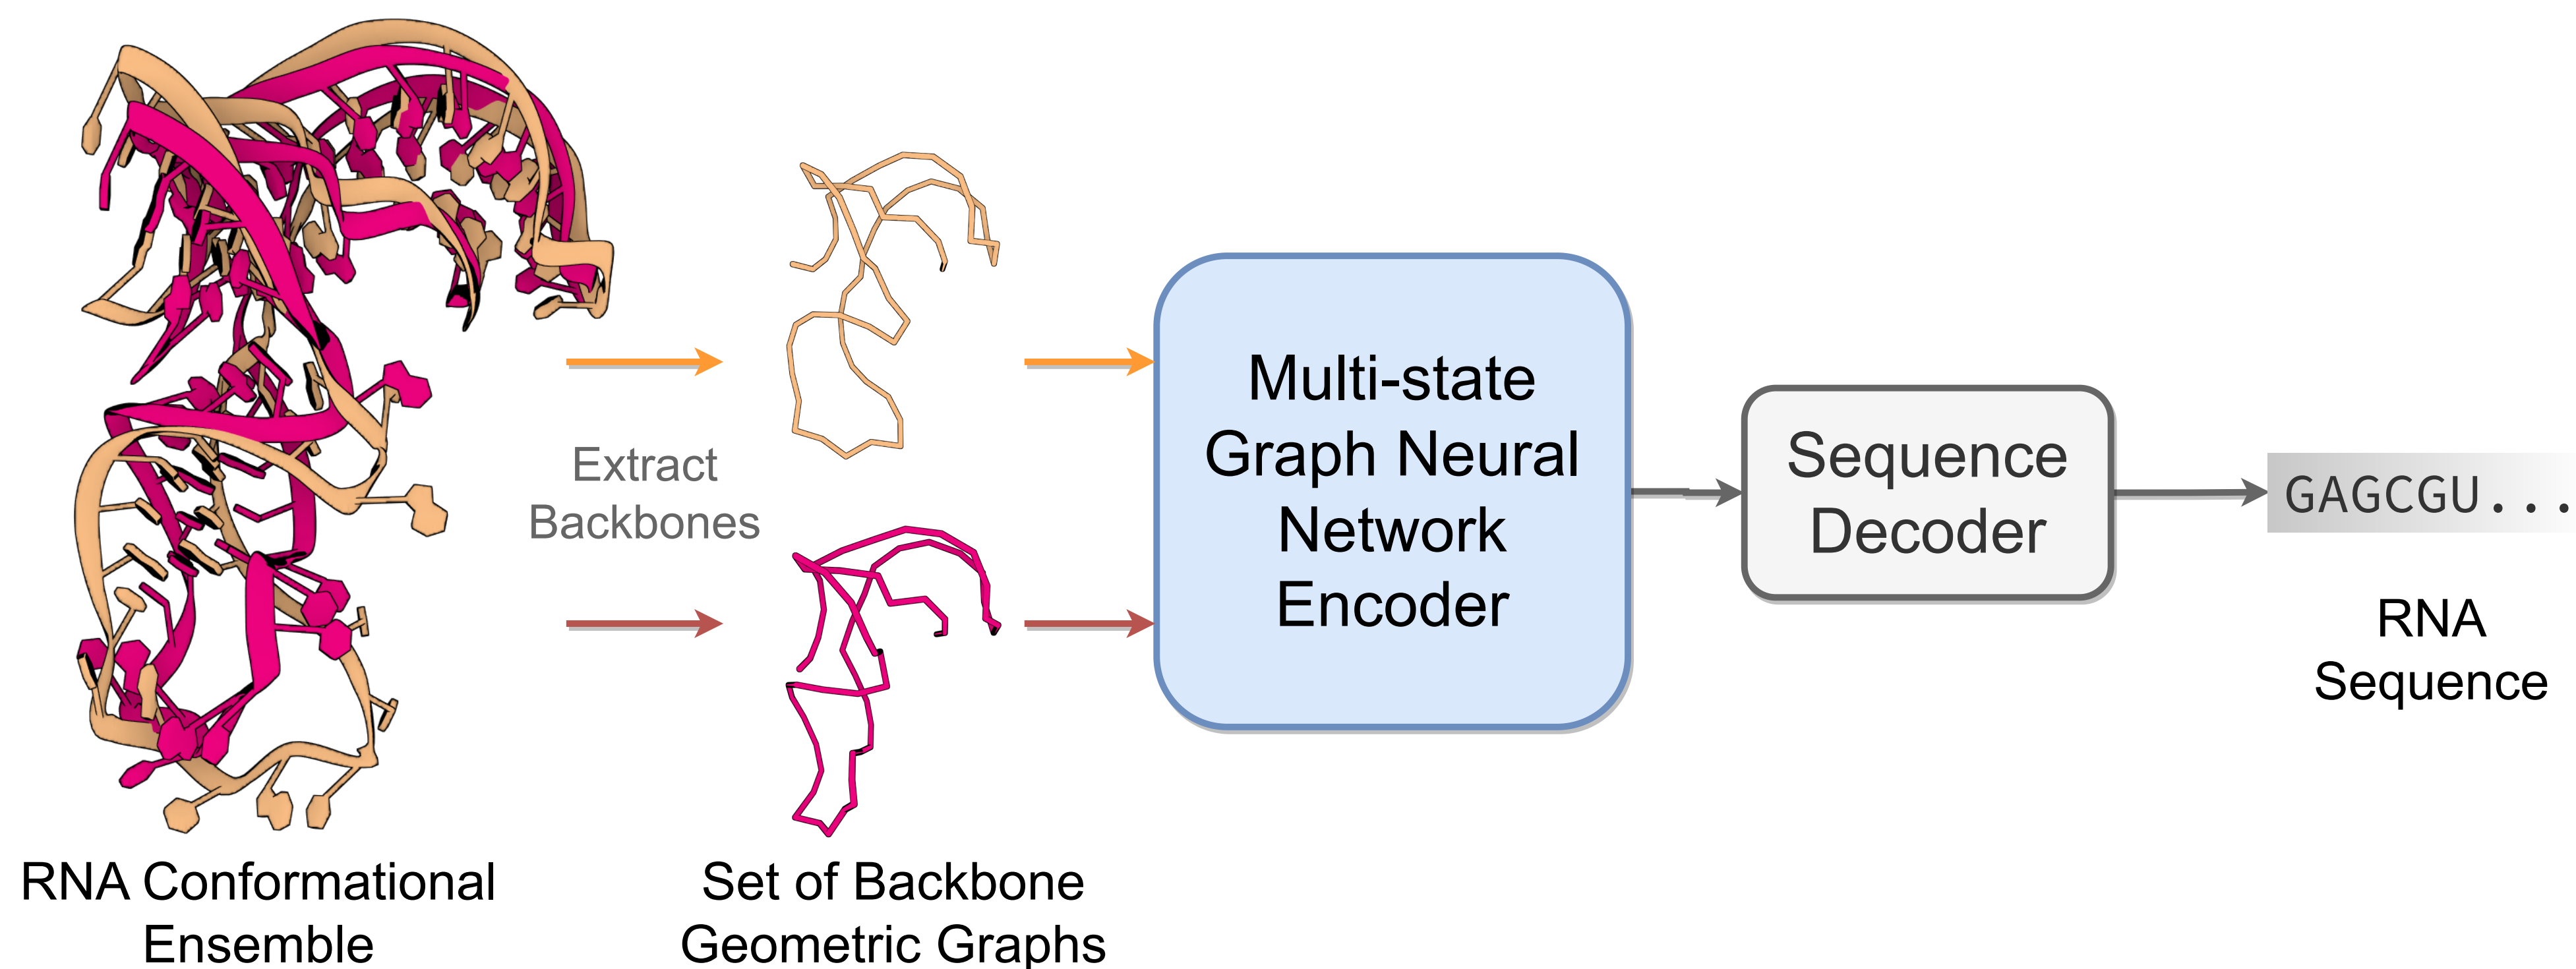 RNA Conformational
Ensemble
Extract
Backbones
Set of Backbone
Geometric Graphs
Multi-state
Graph Neural
Network
Encoder
Sequence
Decoder
GAGCGU...
RNA
Sequence